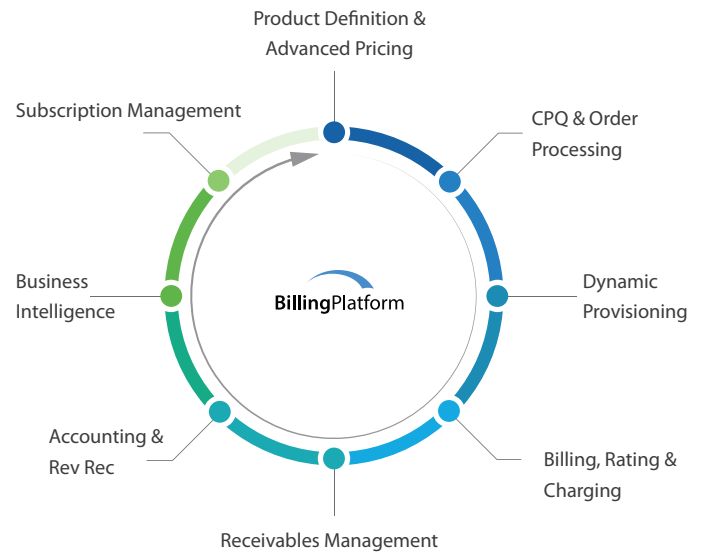 Product Definition &
Advanced Pricing
Subscription Management
CPQ & Order
Processing
Business
Intelligence
BillingPlatform
Dynamic
Provisioning
Accounting &
Rev Rec
Billing, Rating &
Charging
Receivables Management